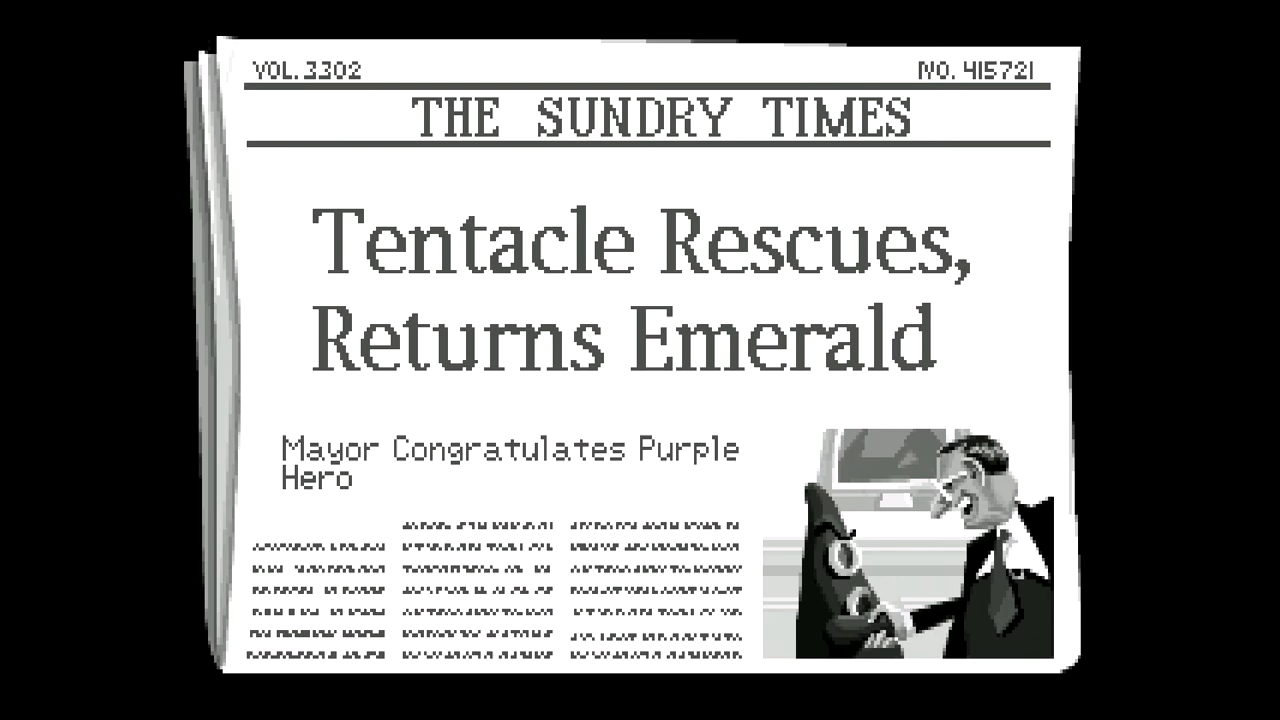 VOL. 3302
NO. 415721
THE SUNDRY TIMES
Tentacle Rescues,
Returns Emerald
Mayor Congratulates Purple
Hero